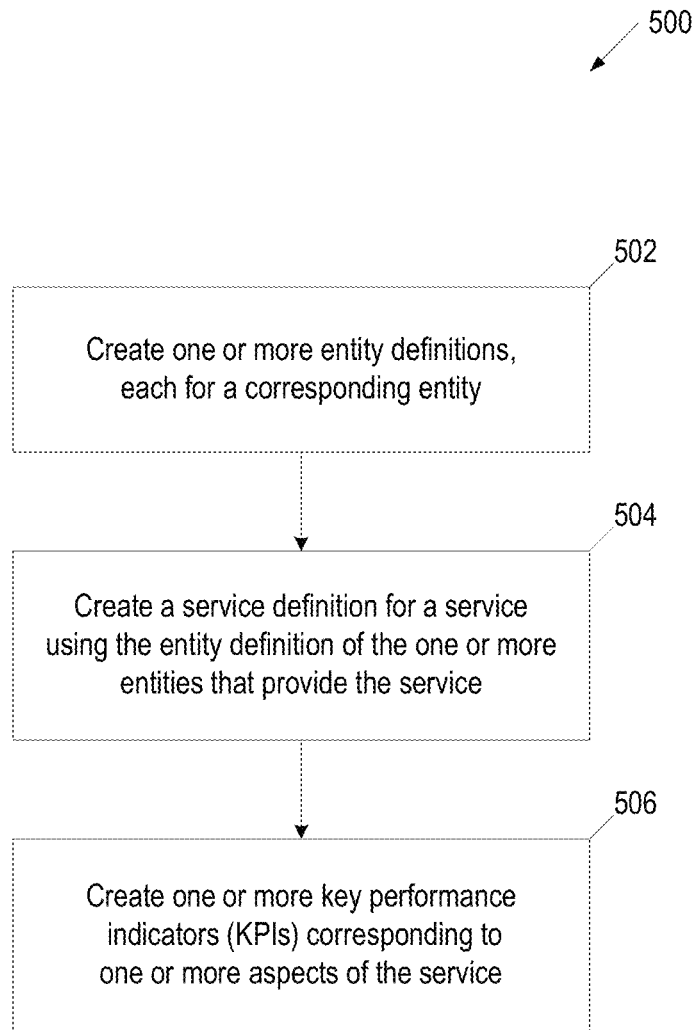 500
502
Create one or more entity definitions,
each for a corresponding entity
504
Create a service definition for a service
using the entity definition of the one or more
entities that provide the service
506
Create one or more key performance
indicators (KPIs) corresponding to
one or more aspects of the service